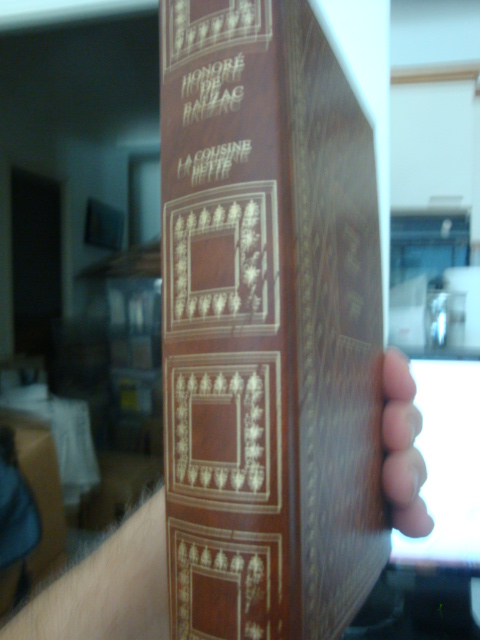 HONORÉ
DE
BALZAC
LA COUSINE
BETTE